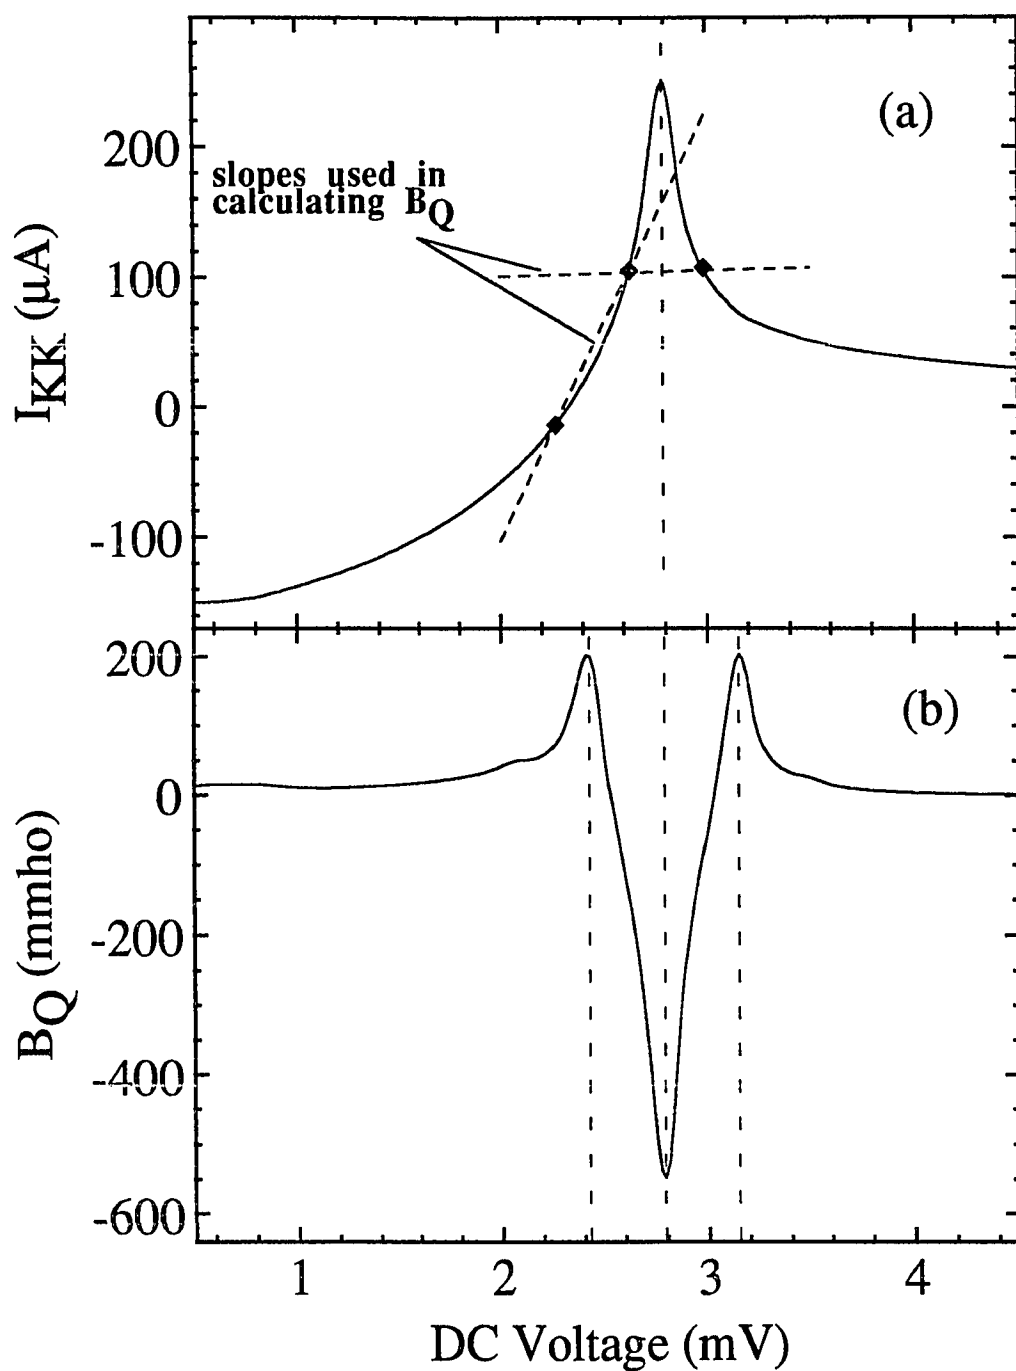 (a)
200
slopes used in
calculating BQ
100
0
-100
IKK (μA)
200
(b)
0
-200
-400
-600
BQ (mmho)
1 2 3 4
DC Voltage (mV)